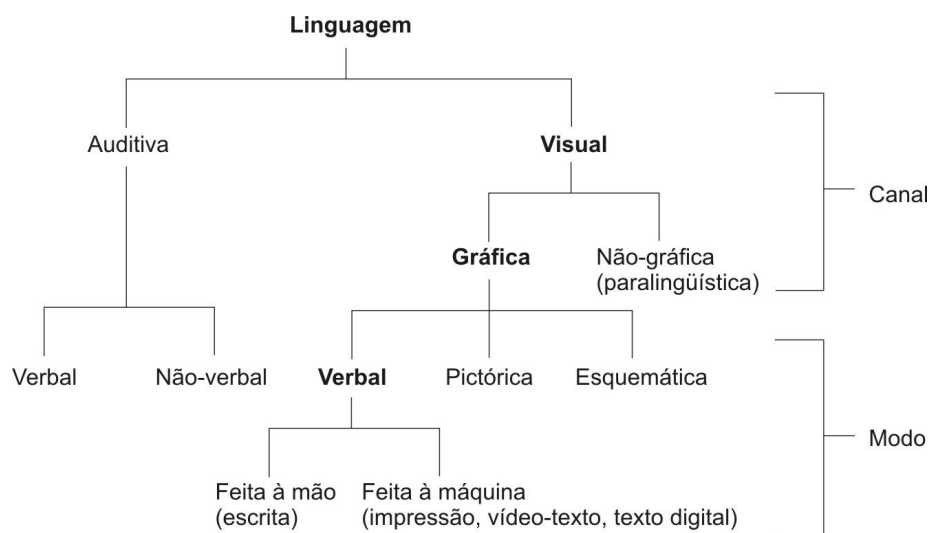 Linguagem
Auditiva
Visual
Canal
Gráfica
Não-gráfica
(paralingüística)
Verbal
Não-verbal
Verbal
Pictórica
Esquemática
Modo
Feita à mão
(escrita)
Feita à máquina
(impressão, vídeo-texto, texto digital)